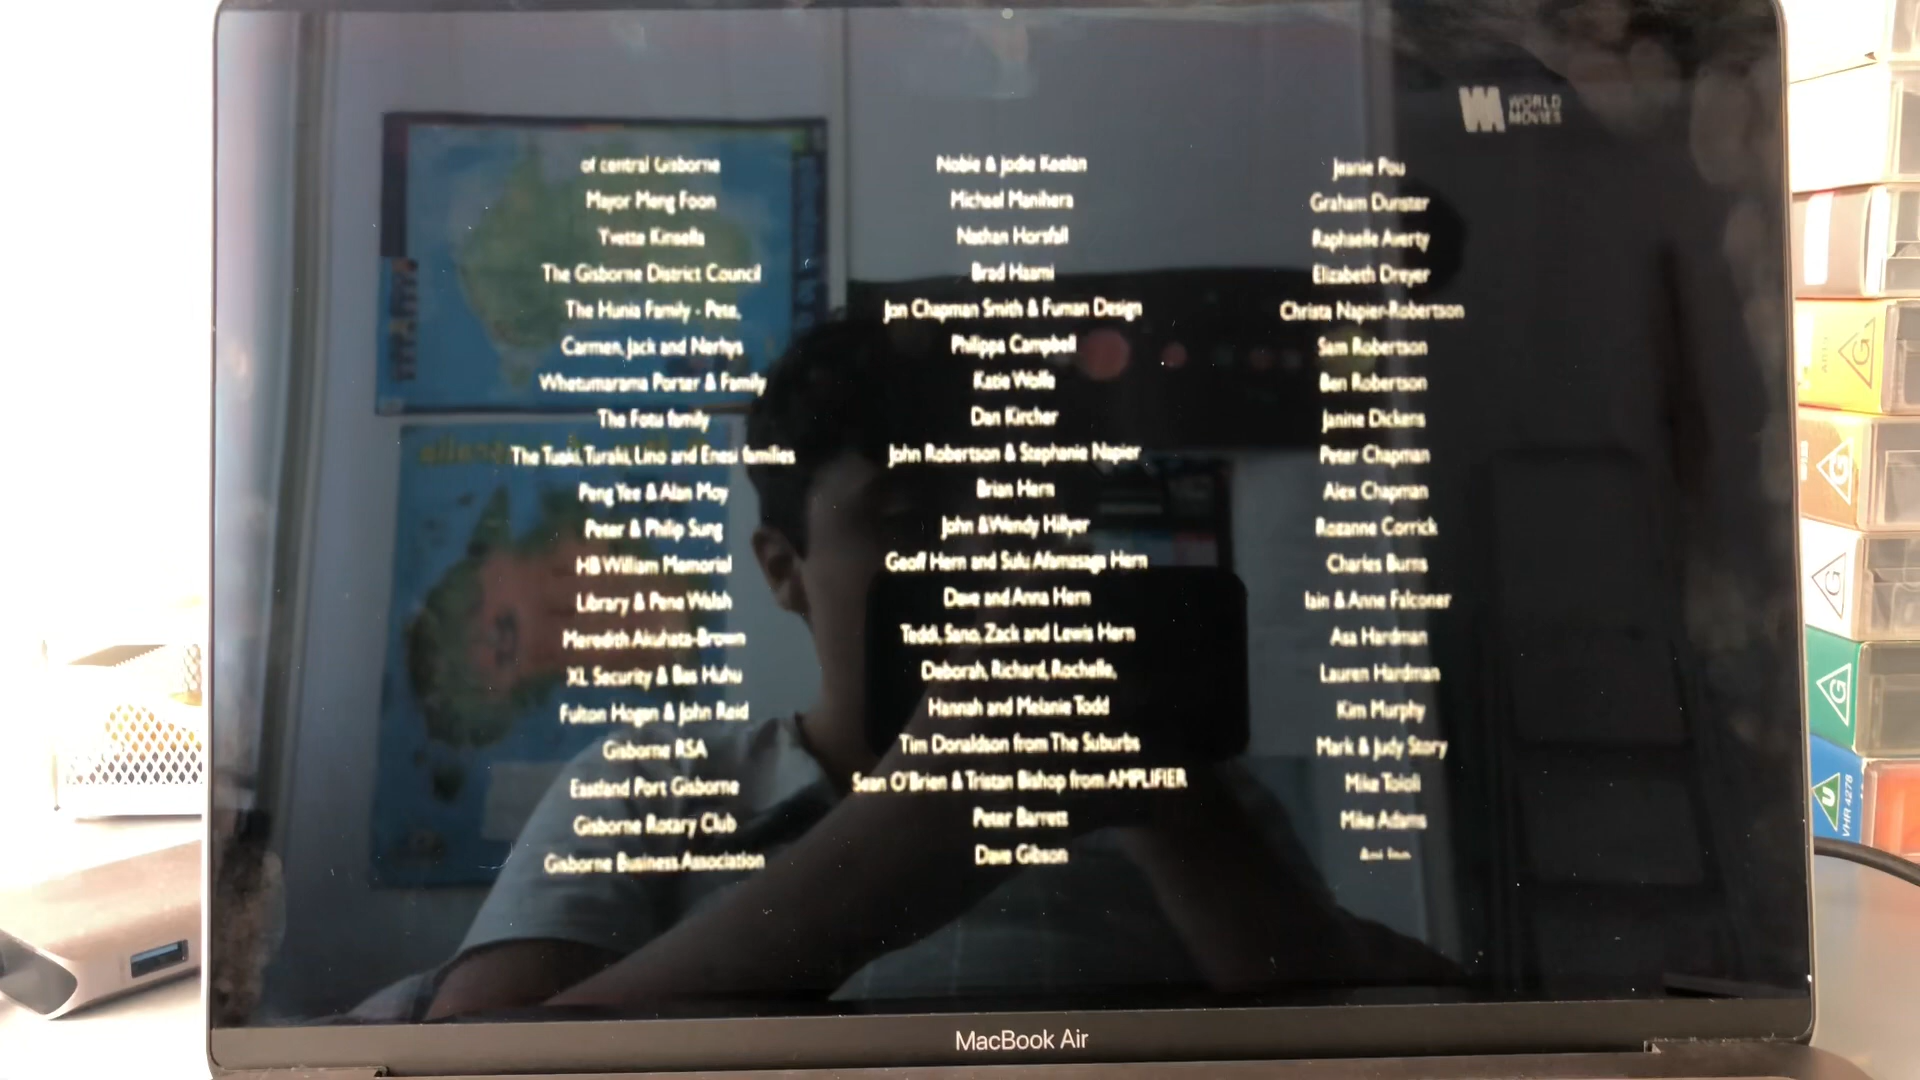 WORLD
MOVIES
of central Gisborne
Mayor Meng Foon
Yvette Kinsella
The Gisborne District Council
The Hunia Family - Pete,
Carmen, Jack and Nerhys
Whetumarama Porter & Family
The Fotu family
The Tuoki, Turaki, Lino and Enesi families
Peng Yee & Alan Moy
Peter & Philip Sung
HB William Memorial
Library & Pene Walsh
Meredith Akuhata-Brown
XL Security & Bas Huhu
Fulton Hogan & John Reid
Gisborne RSA
Eastland Port Gisborne
Gisborne Rotary Club
Gisborne Business Association
Noble & Jodie Keelan
Michael Manihera
Nathan Horsfall
Brad Haami
Jon Chapman Smith & Fuman Design
Philippa Campbell
Katie Wolfe
Dan Kircher
John Robertson & Stephanie Napier
Brian Hern
John & Wendy Hillyer
Geoff Hern and Sulu Afamasaga Hern
Dave and Anna Hern
Teddi, Sano, Zack and Lewis Hern
Deborah, Richard, Rochelle,
Hannah and Melanie Todd
Tim Donaldson from The Suburbs
Sean O'Brien & Tristan Bishop from AMPLIFIER
Peter Barrett
Dave Gibson
Jeanie Pou
Graham Dunster
Raphaelle Averty
Elizabeth Dreyer
Christa Napier-Robertson
Sam Robertson
Ben Robertson
Janine Dickens
Peter Chapman
Alex Chapman
Rozanne Corrick
Charles Burns
Iain & Anne Falconer
Asa Hardman
Lauren Hardman
Kim Murphy
Mark & Judy Story
Mike
Mike Adams
MacBook Air
G
G
G
G
U
VHR 4278